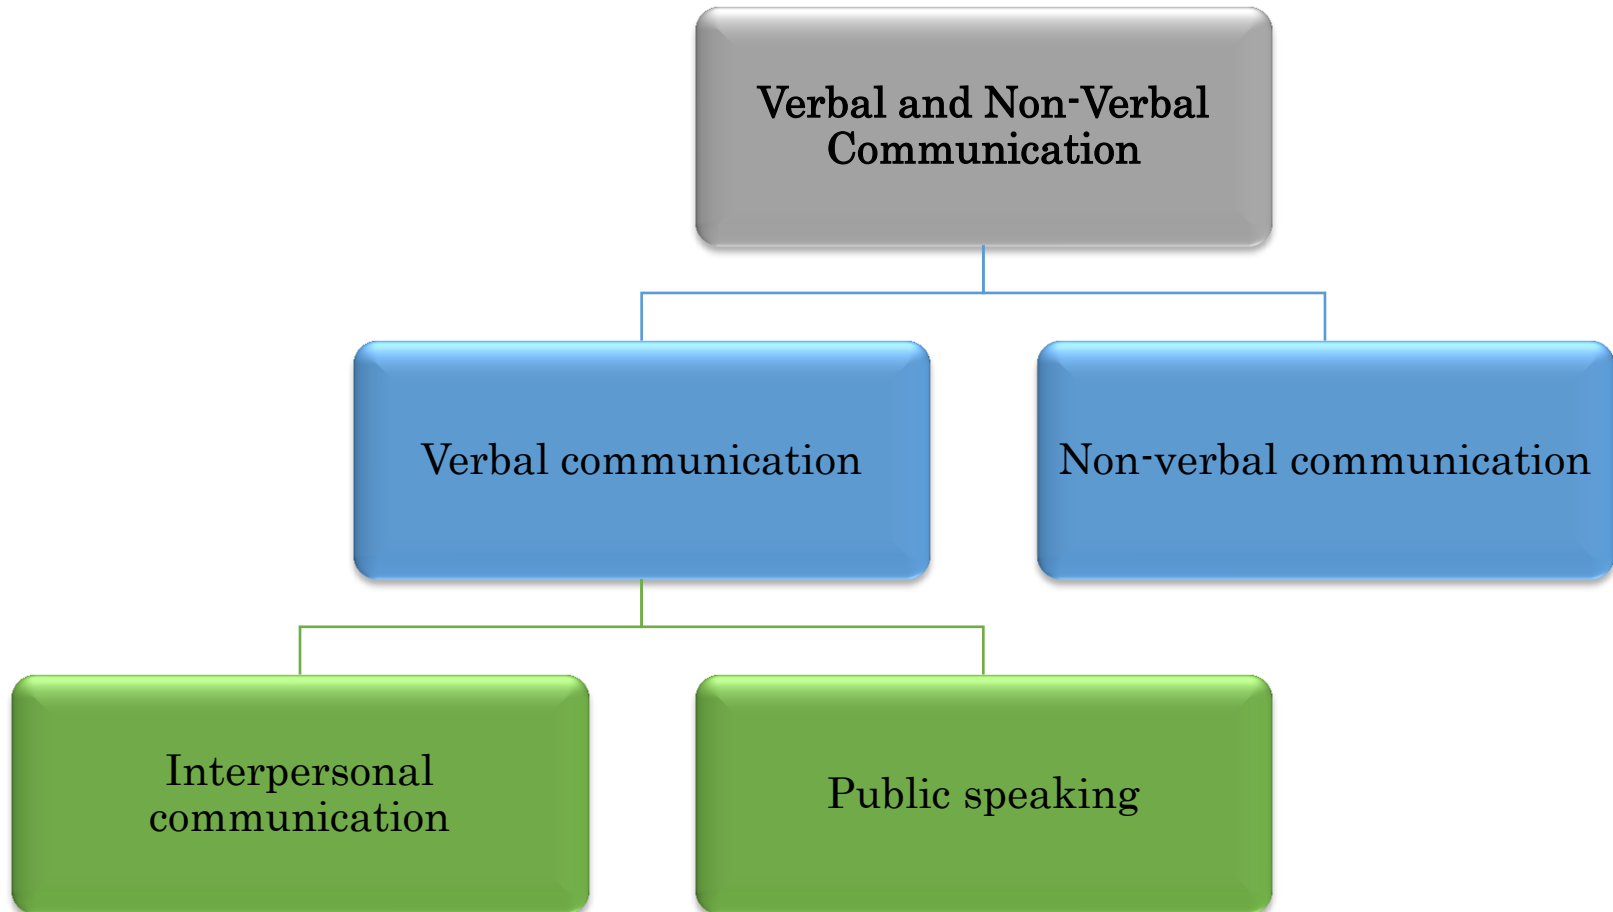 Verbal and Non-Verbal
Communication
Verbal communication
Non-verbal communication
Interpersonal
communication
Public speaking